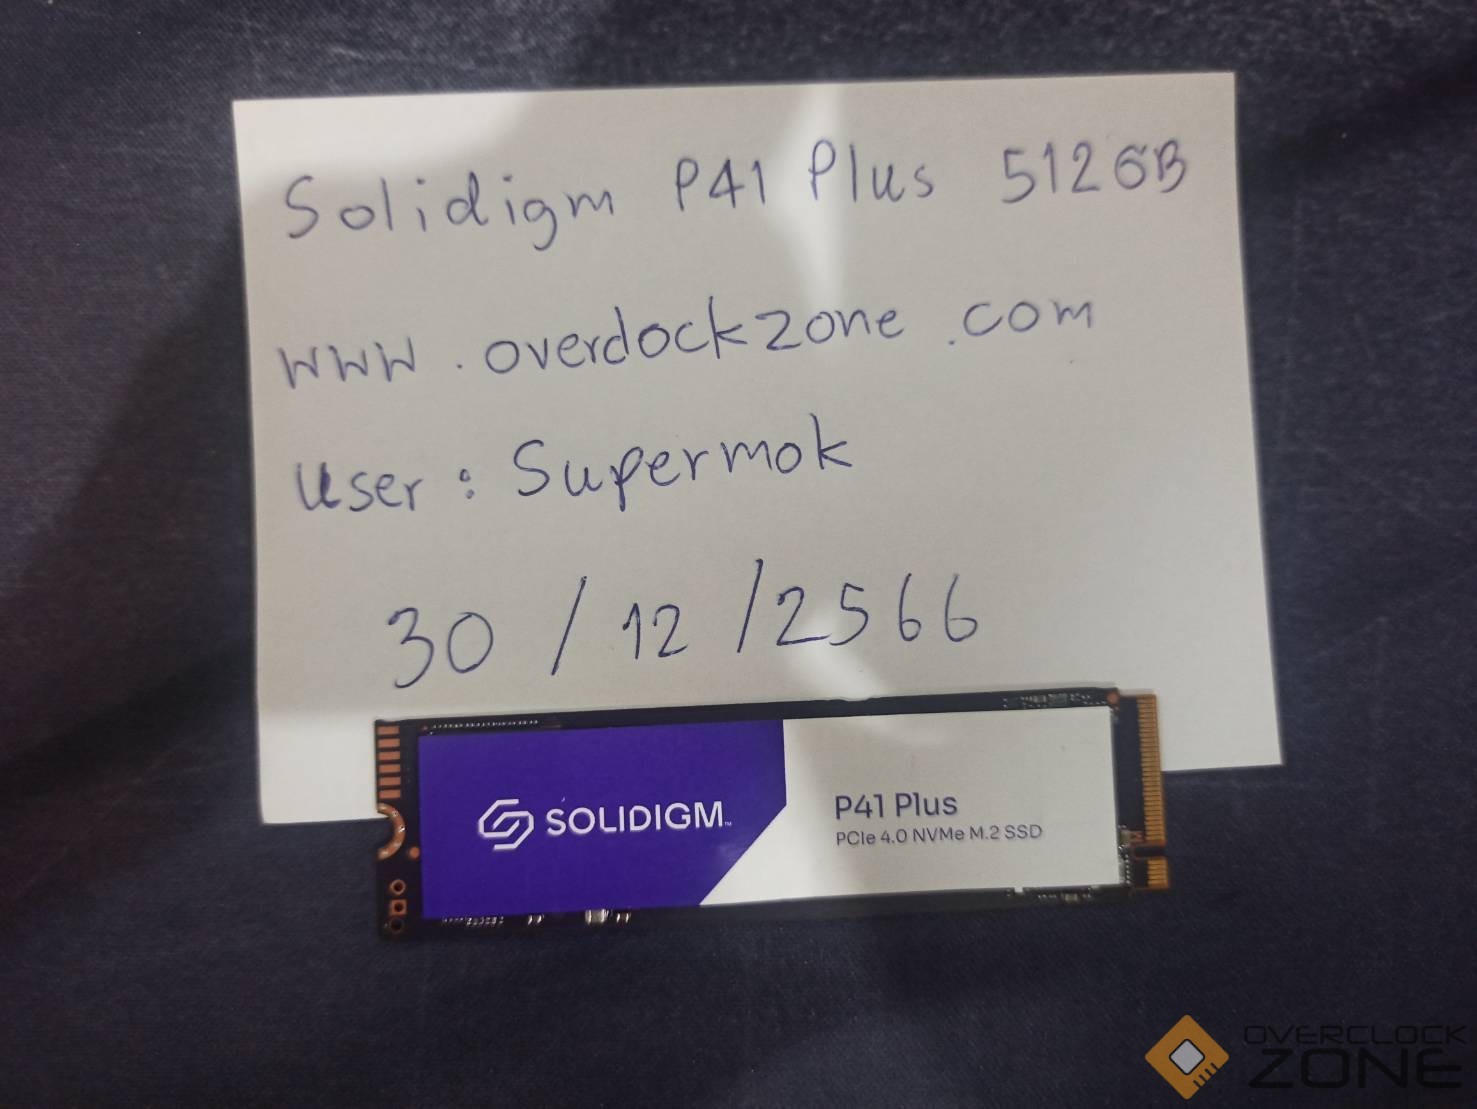 Solidigm P41 Plus 512GB
www.overclockzone.com
User : Supermok
30 / 12 / 2566
SOLIDIGM™
P41 Plus
PCIe 4.0 NVMe M.2 SSD
OVERCLOCK
ZONE